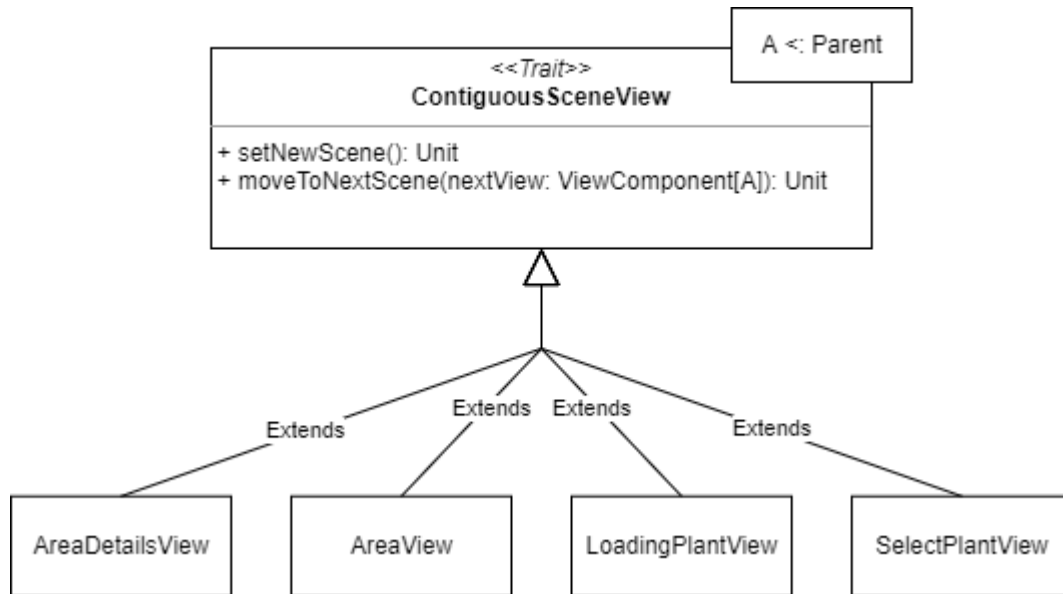 A <: Parent
<<Trait>>
ContiguousSceneView
+ setNewScene(): Unit
+ moveToNextScene(nextView: ViewComponent[A]): Unit
Extends
Extends
Extends
Extends
AreaDetailsView
AreaView
LoadingPlantView
SelectPlantView